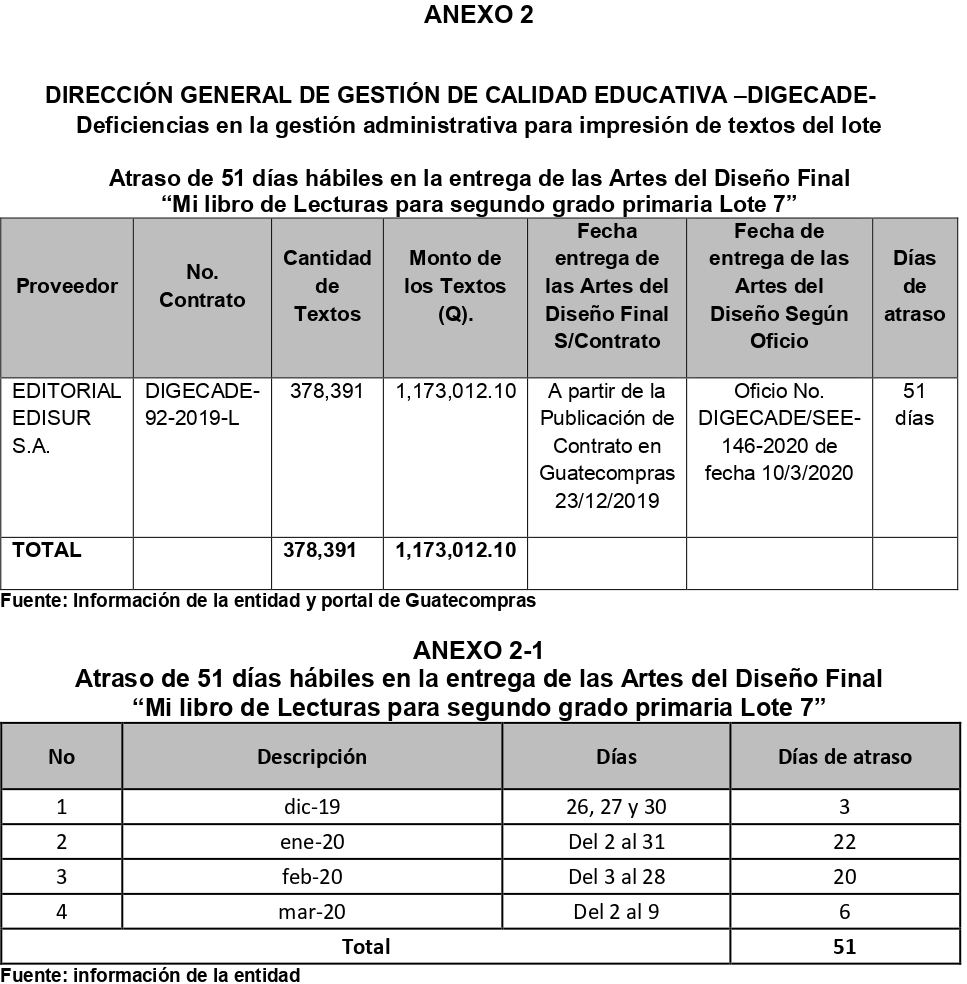 ANEXO 2
DIRECCIÓN GENERAL DE GESTIÓN DE CALIDAD EDUCATIVA –DIGECADE-
Deficiencias en la gestión administrativa para impresión de textos del lote
Atraso de 51 días hábiles en la entrega de las Artes del Diseño Final
“Mi libro de Lecturas para segundo grado primaria Lote 7”
Proveedor
No.
Contrato
Cantidad
de
Textos
Monto de
los Textos
(Q).
Fecha
entrega de
las Artes del
Diseño Final
S/Contrato
Fecha de
entrega de las
Artes del
Diseño Según
Oficio
Días
de
atraso
EDITORIAL
EDISUR
S.A.
DIGECADE-
92-2019-L
378,391
1,173,012.10
A partir de la
Publicación de
Contrato en
Guatecompras
23/12/2019
Oficio No.
DIGECADE/SEE-
146-2020 de
fecha 10/3/2020
51
días
TOTAL 378,391 1,173,012.10
Fuente: Información de la entidad y portal de Guatecompras
ANEXO 2-1
Atraso de 51 días hábiles en la entrega de las Artes del Diseño Final
“Mi libro de Lecturas para segundo grado primaria Lote 7”
No Descripción Días Días de atraso
1 dic-19 26, 27 y 30 3
2 ene-20 Del 2 al 31 22
3 feb-20 Del 3 al 28 20
4 mar-20 Del 2 al 9 6
Total 51
Fuente: información de la entidad